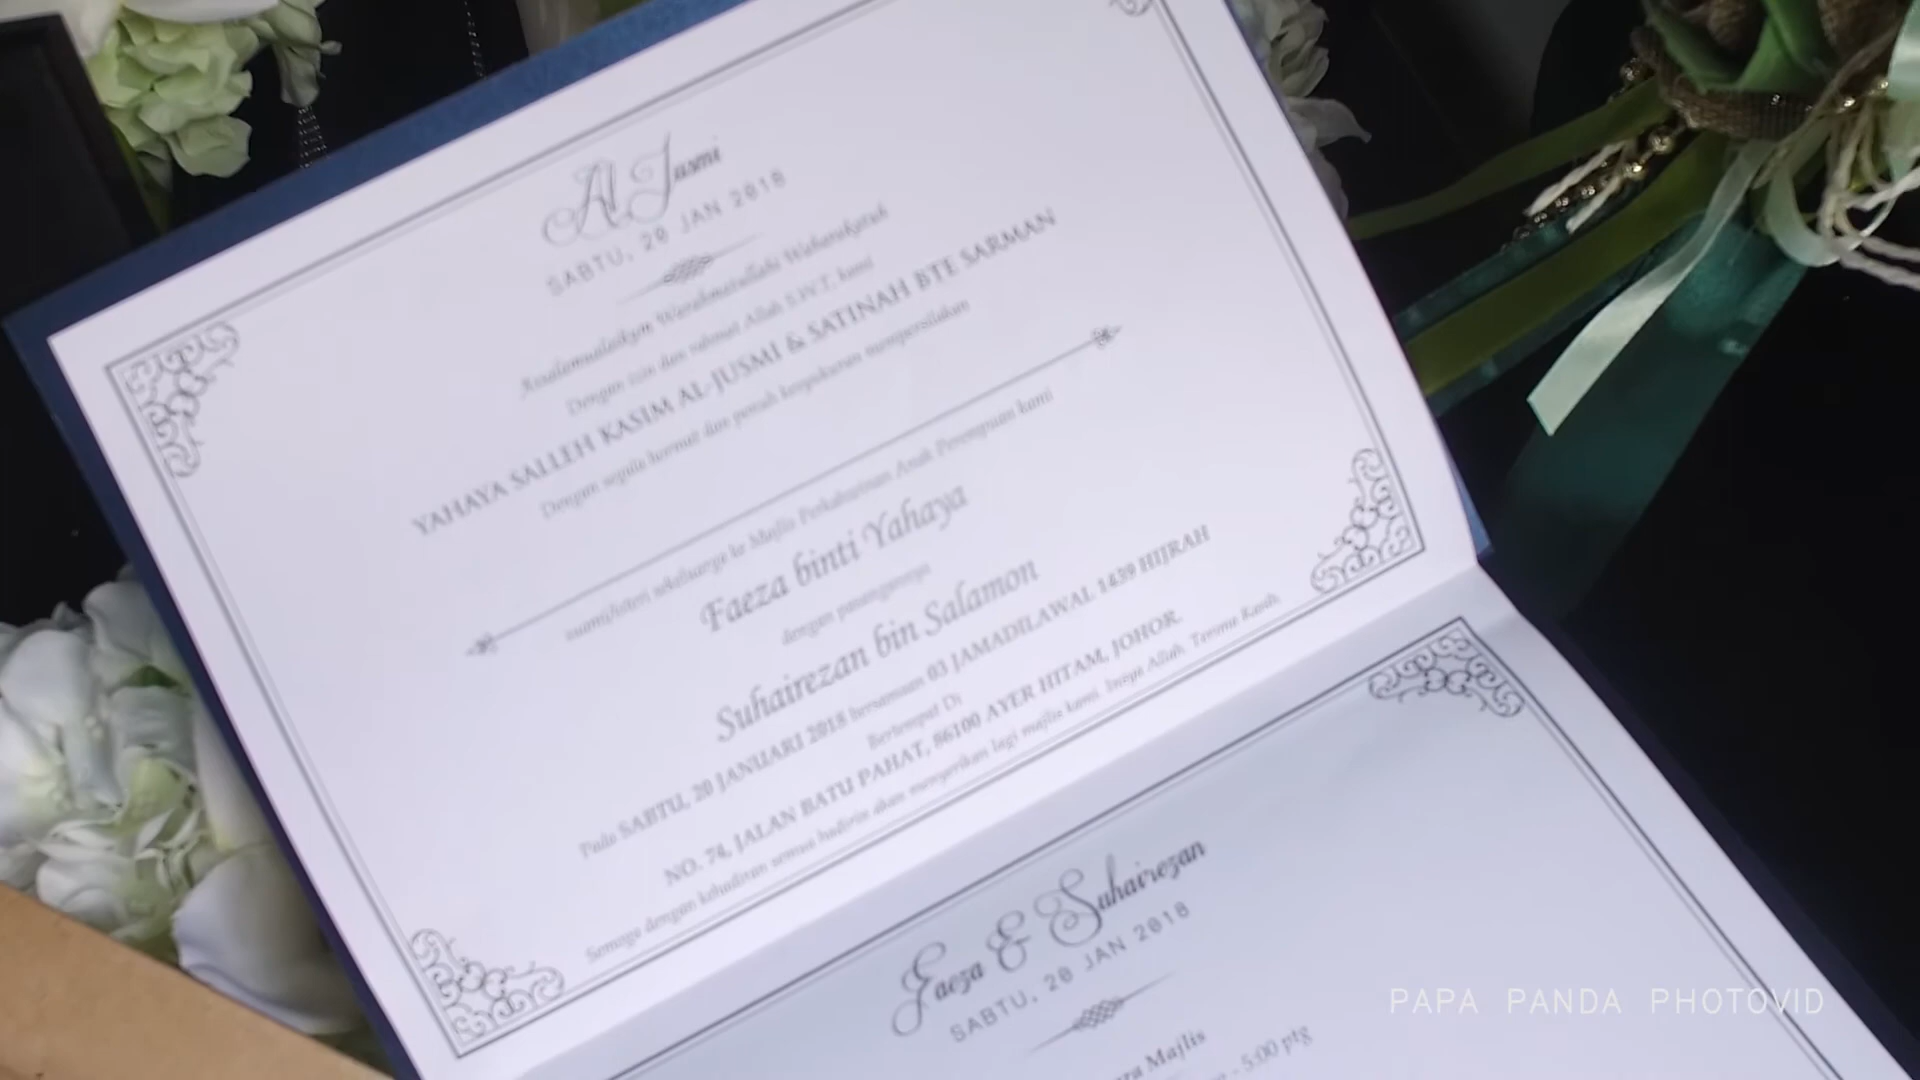 Al Jusmi
SABTU, 20 JAN 2018
Assalamualaikum Warahmatullahi Wabarakatuh
Dengan izin dan rahmat Allah S.W.T, kami
YAHAYA SALLEH KASIM AL-JUSMI & SATINAH BTE SARMAN
Dengan segala hormat dan penuh kesyukuran mempersilakan
suami/isteri sekeluarga ke Majlis Perkahwinan Anak Perempuan kami
Faeza binti Yahaya
dengan pasangannya
Suhairezan bin Salamon
Pada SABTU, 20 JANUARI 2018 bersamaan 03 JAMADILAWAL 1439 HIJRAH
Bertempat Di
NO. 74, JALAN BATU PAHAT, 86100 AYER HITAM, JOHOR.
Semoga dengan kehadiran semua hadirin akan menyerikan lagi majlis kami. Insya Allah. Terima Kasih.
Faeza & Suhairezan
SABTU, 20 JAN 2018
Majlis
- 5:00 ptg
PAPA PANDA PHOTOVID